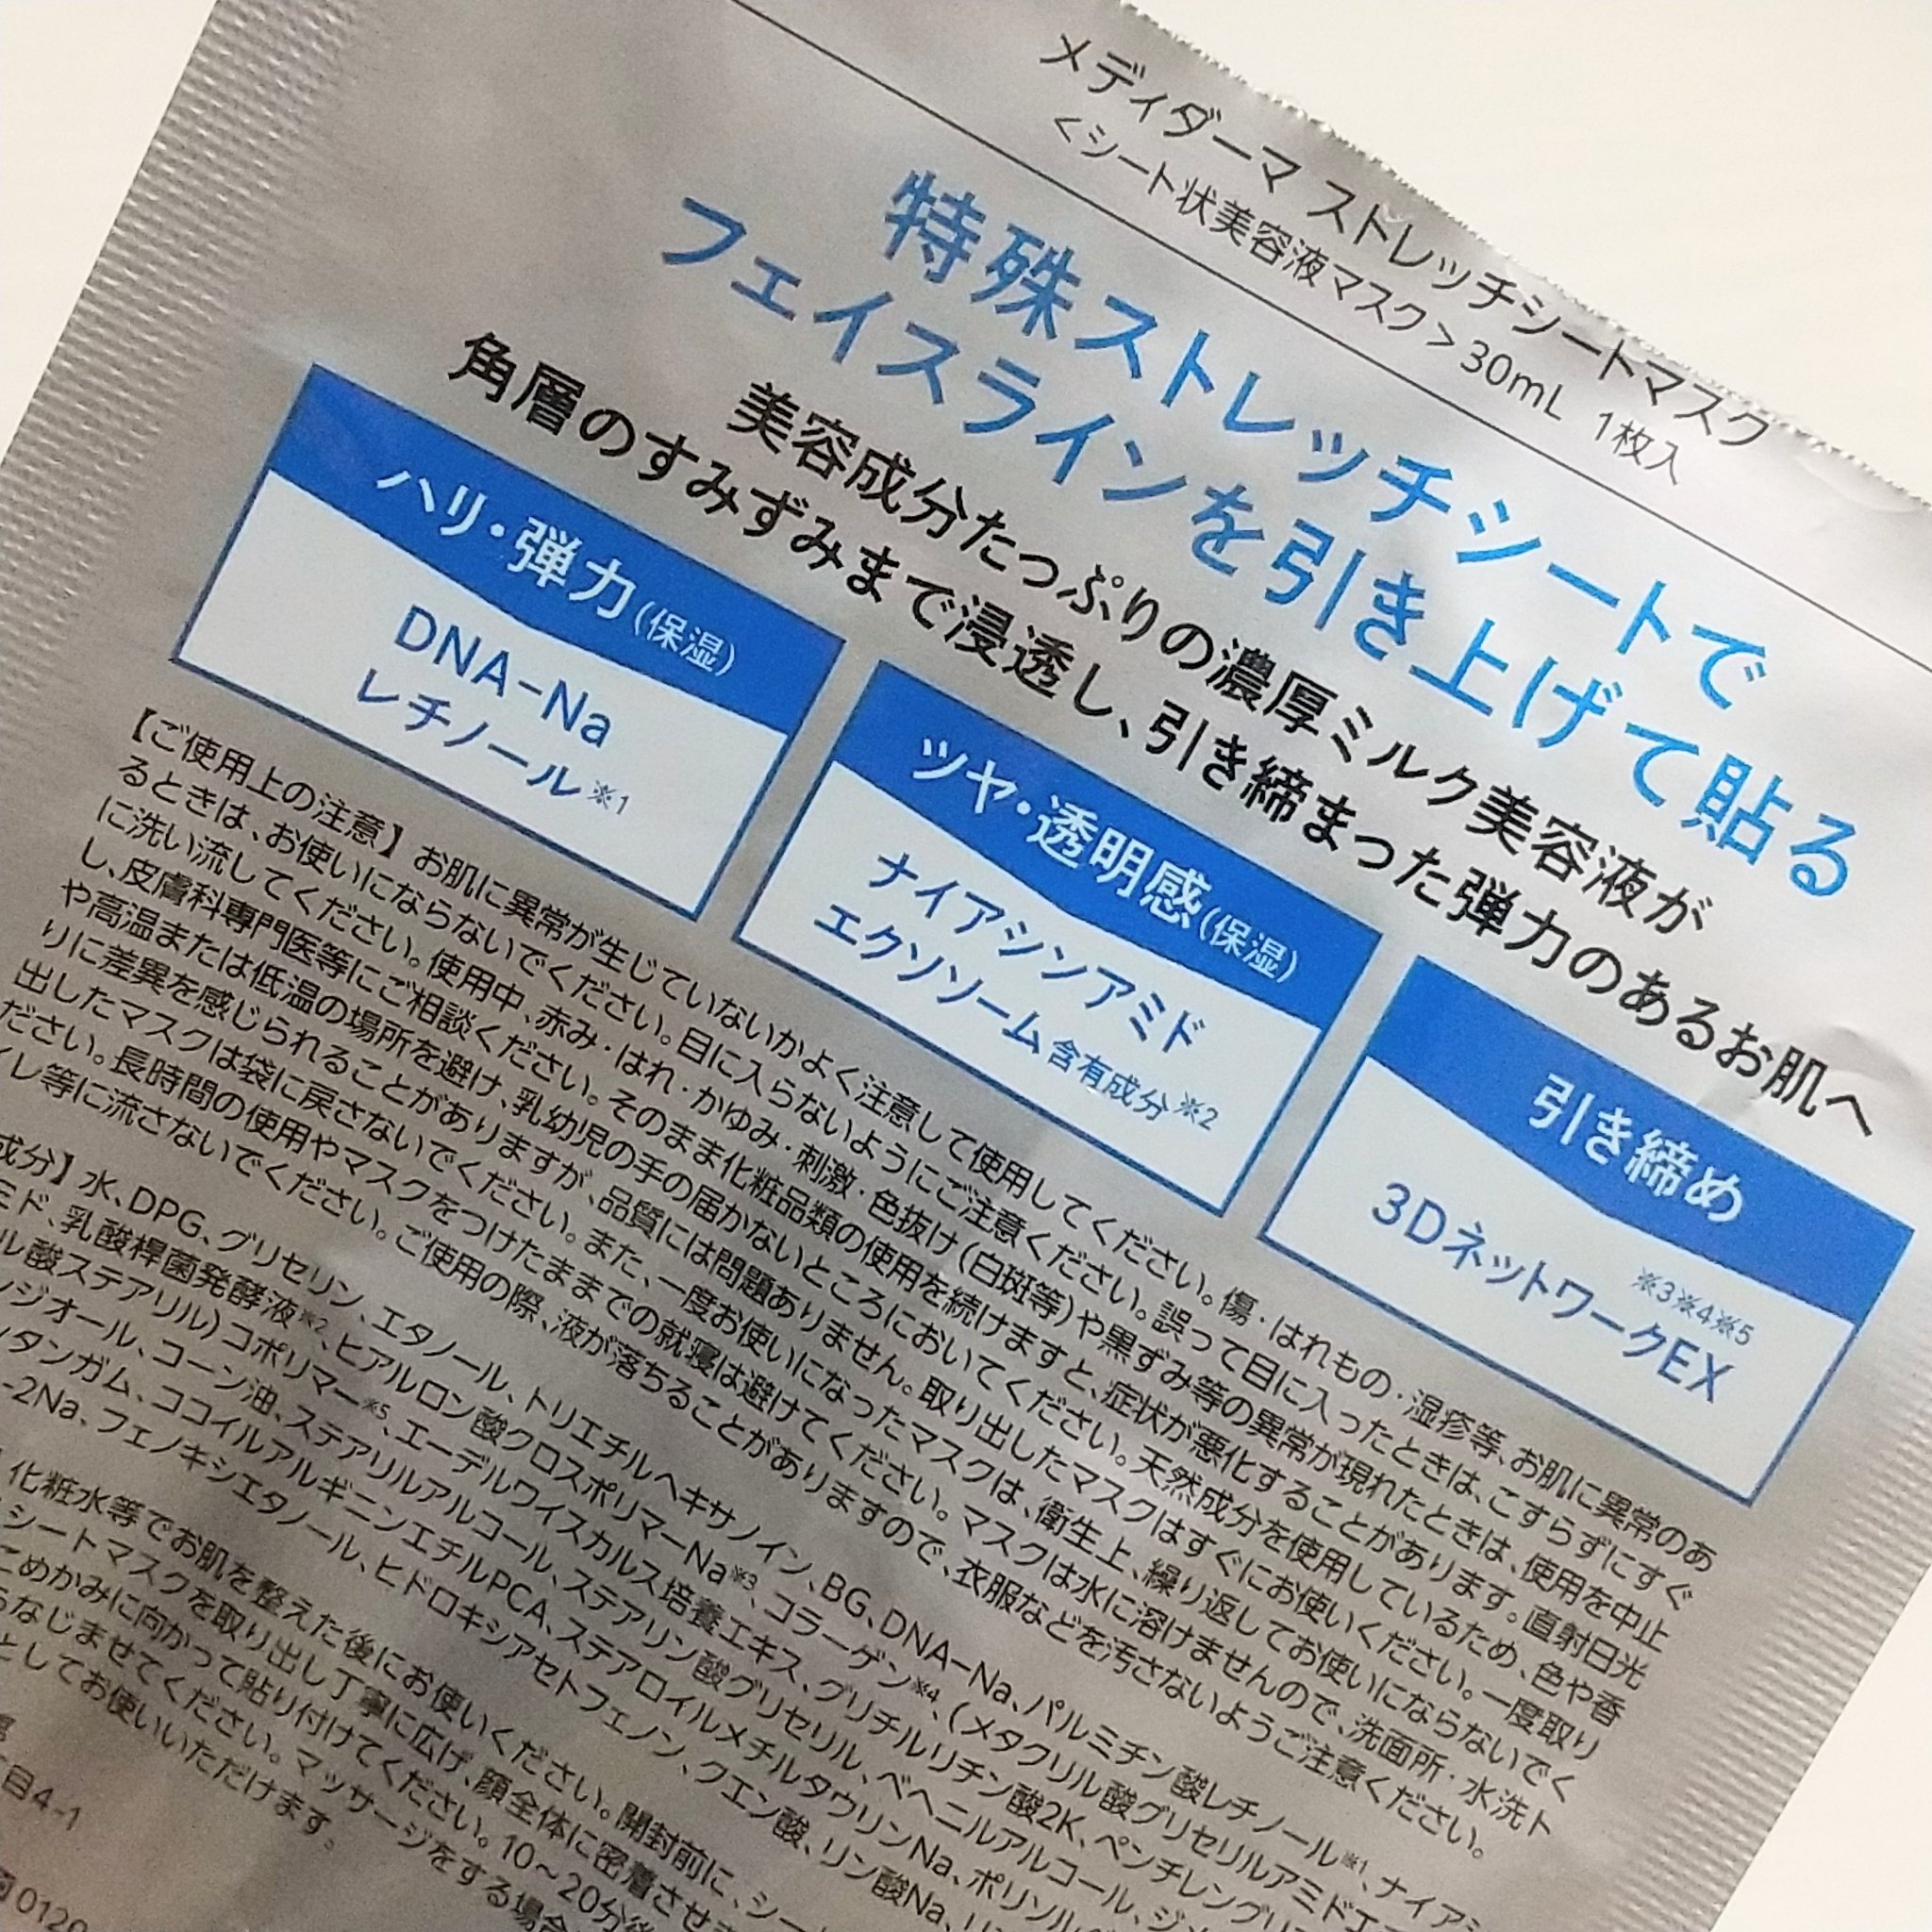 メディダーマ ストレッチシートマスク
＜シート状美容液マスク＞30mL 1枚入
特殊ストレッチシートで
フェイスラインを引き上げて貼る
美容成分たっぷりの濃厚ミルク美容液が
角層のすみずみまで浸透し、引き締まった弾力のあるお肌へ
ハリ・弾力(保湿)
DNA-Na
レチノール※1
ツヤ・透明感(保湿)
ナイアシンアミド
エクソソーム含有成分※2
引き締め
※3※4※5
3DネットワークEX
【ご使用上の注意】お肌に異常が生じていないかよく注意して使用してください。傷・はれもの・湿疹等、お肌に異常のあ
るときは、お使いにならないでください。目に入らないようにご注意ください。誤って目に入ったときは、こすらずにすぐ
に洗い流してください。使用中、赤み・はれ・かゆみ・刺激・色抜け(白斑等)や黒ずみ等の異常が現れたときは、使用を中止
し、皮膚科専門医等にご相談ください。そのまま化粧品類の使用を続けますと、症状が悪化することがあります。直射日光
や高温または低温の場所を避け、乳幼児の手の届かないところにおいてください。天然成分を使用しているため、色や香
りに差異を感じられることがありますが、品質には問題ありません。取り出したマスクはすぐにお使いください。一度取り
出したマスクは袋に戻さないでください。また、一度お使いになったマスクは、衛生上、繰り返してお使いにならないでく
ださい。長時間の使用やマスクをつけたままでの就寝は避けてください。マスクは水に溶けませんので、洗面所・水洗ト
イレ等に流さないでください。ご使用の際、液が落ちることがありますので、衣服などを汚さないようご注意ください。
成分】水、DPG、グリセリン、エタノール、トリエチルヘキサノイン、BG、DNA-Na、パルミチン酸レチノール※1、ナイアシ
ミド、乳酸桿菌発酵液※2、ヒアルロン酸クロスポリマーNa※3、コラーゲン※4、(メタクリル酸グリセリルアミドエ
ル酸ステアリル)コポリマー※5、エーデルワイスカルス培養エキス、グリチルリチン酸2K、ペンチレングリ
ンジオール、コーン油、ステアリルアルコール、ステアリン酸グリセリル、ベヘニルアルコール、ジメ
ンタンガム、ココイルアルギニンエチルPCA、ステアロイルメチルタウリンNa、ポリソルベ
-2Na、フェノキシエタノール、ヒドロキシアセトフェノン、クエン酸、リン酸Na、リ
化粧水等でお肌を整えた後にお使いください。開封前に、シー
シートマスクを取り出し丁寧に広げ、顔全体に密着させ
こめかみに向かって貼り付けてください。10～20分後
なじませてください。マッサージをする場合
としてお使いいただけます。
目4-1
0120